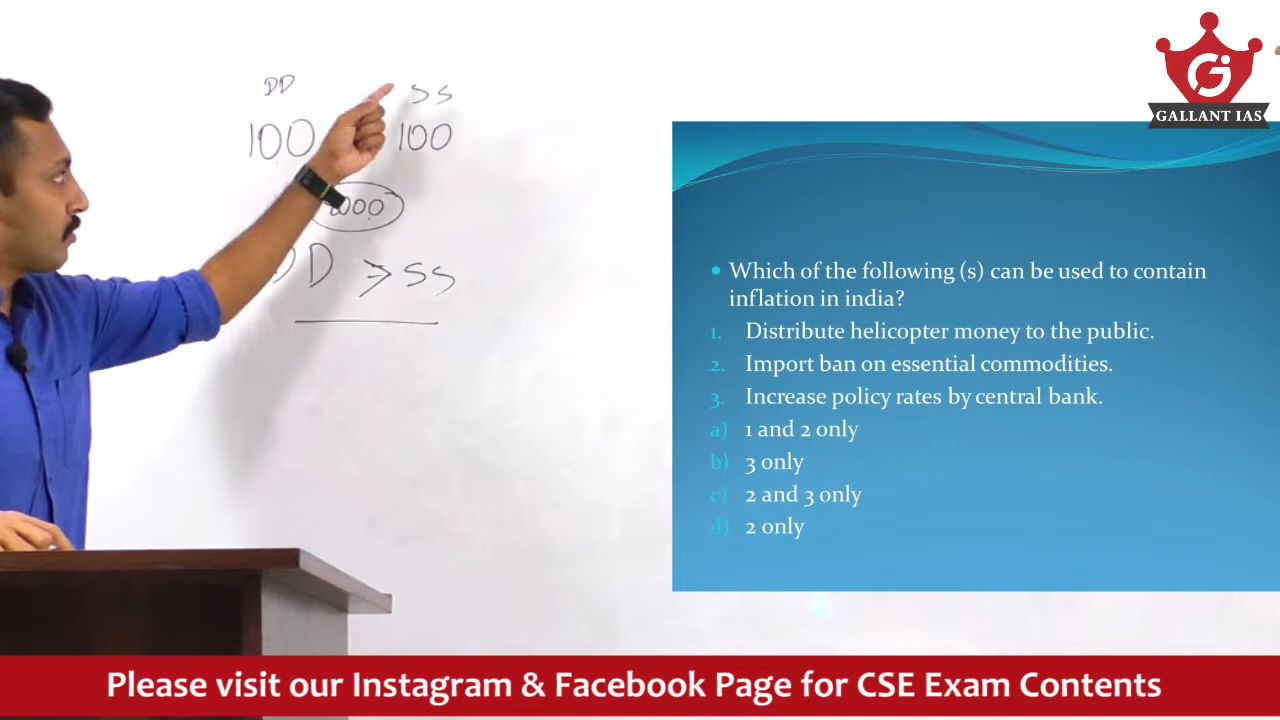 DD SS
100 100
DD > SS
GALLANT IAS
Which of the following (s) can be used to contain
inflation in india?
1. Distribute helicopter money to the public.
2. Import ban on essential commodities.
3. Increase policy rates by central bank.
a) 1 and 2 only
b) 3 only
c) 2 and 3 only
d) 2 only
Please visit our Instagram & Facebook Page for CSE Exam Contents